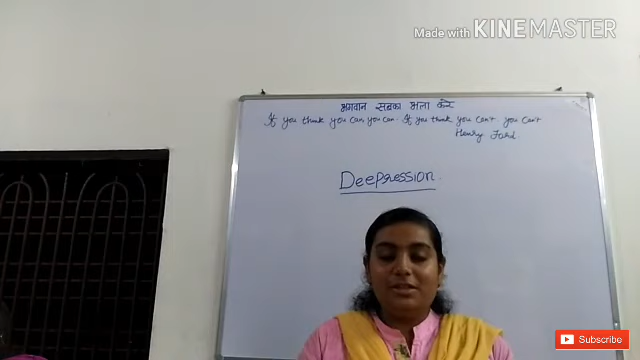 Made with KINEMASTER
भगवान सबका भला करे
If you think you can you can. If you think you can't you can't
Henry Ford.
Deepression.
Subscribe